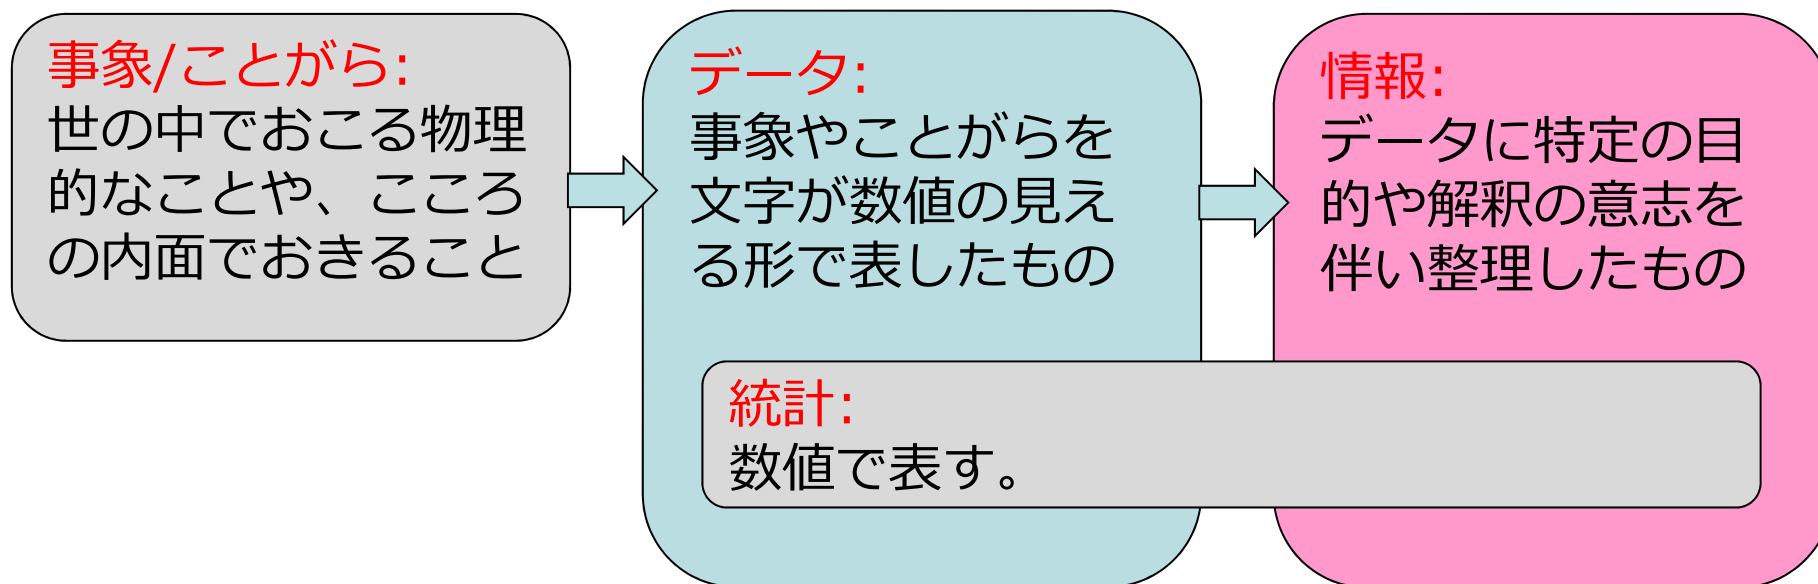 事象/ことがら:
世の中でおこる物理
的なことや、こころ
の内面でおきること
データ:
事象やことがらを
文字が数値の見え
る形で表したもの
情報:
データに特定の目
的や解釈の意志を
伴い整理したもの
統計:
数値で表す。